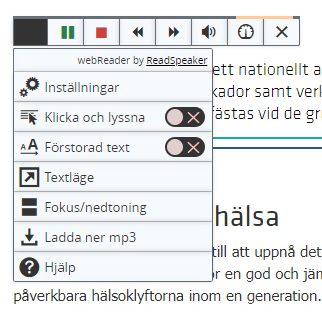 webReader by ReadSpeaker
ett nationellt a
Inställningar
kador samt verk
Klicka och lyssna
fästas vid de gr
Förstorad text
Textläge
Fokus/nedtoning
hälsa
Ladda ner mp3
till att uppnå det
Hjälp
or en god och jäm
påverkbara hälsoklyftorna inom en generation.